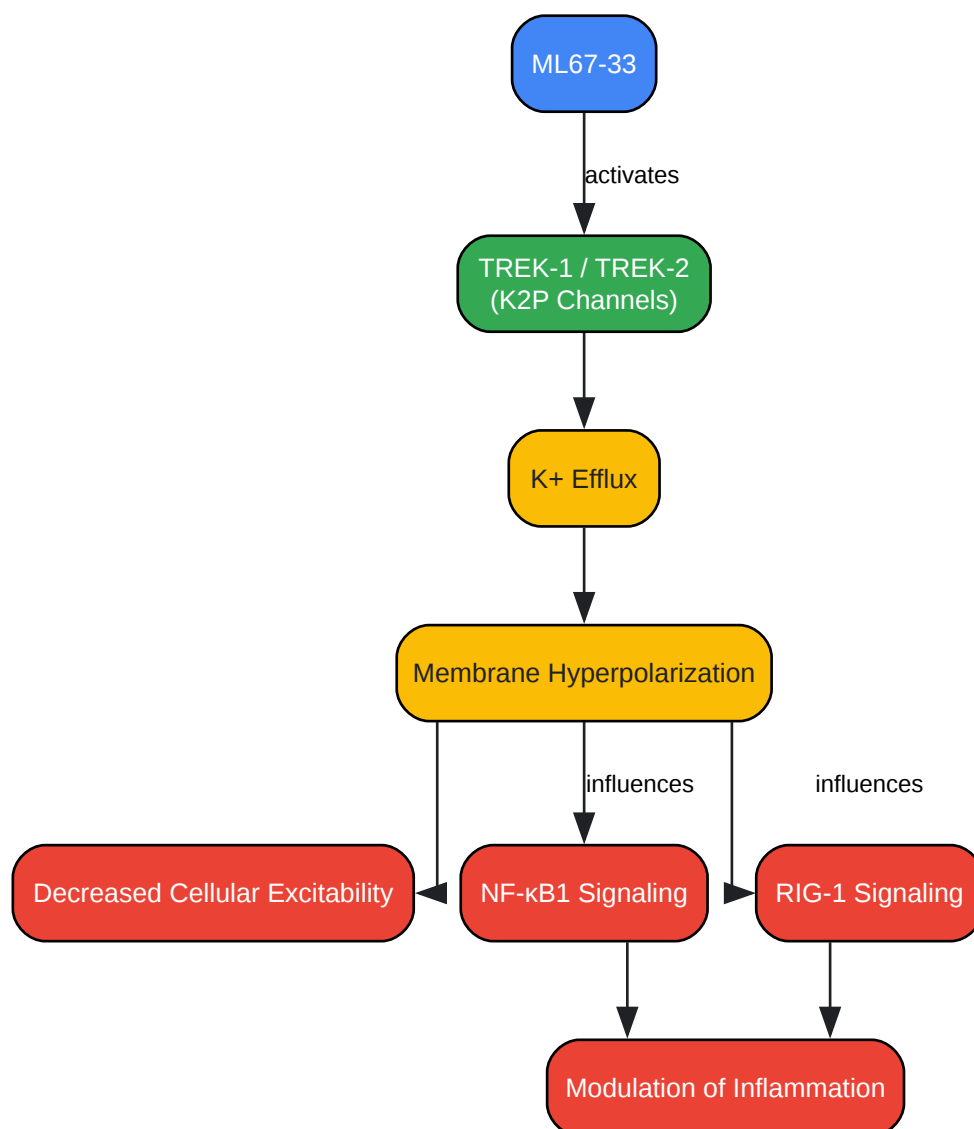 ML67-33
activates
TREK-1 / TREK-2
(K2P Channels)
K+ Efflux
Membrane Hyperpolarization
influences
influences
Decreased Cellular Excitability
NF-κB1 Signaling
RIG-1 Signaling
Modulation of Inflammation